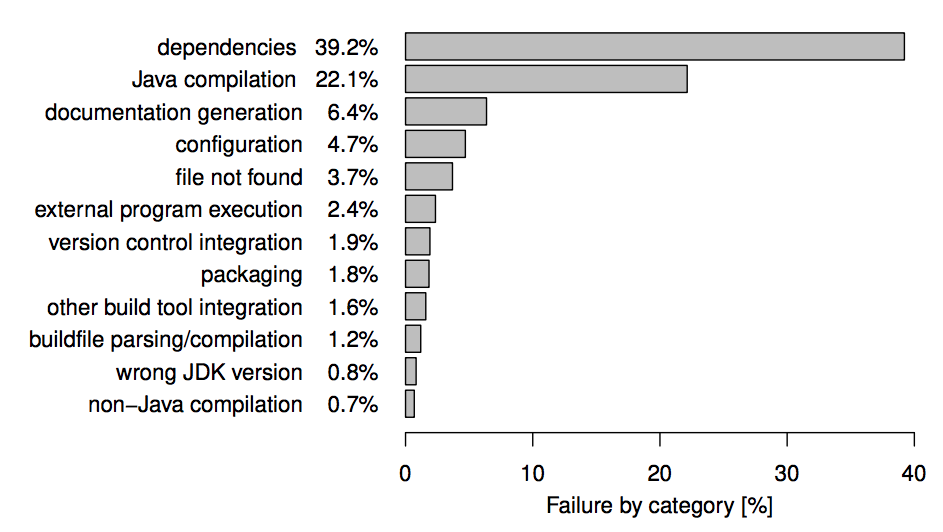 dependencies 39.2%
Java compilation 22.1%
documentation generation 6.4%
configuration 4.7%
file not found 3.7%
external program execution 2.4%
version control integration 1.9%
packaging 1.8%
other build tool integration 1.6%
buildfile parsing/compilation 1.2%
wrong JDK version 0.8%
non−Java compilation 0.7%
0 10 20 30 40
Failure by category [%]